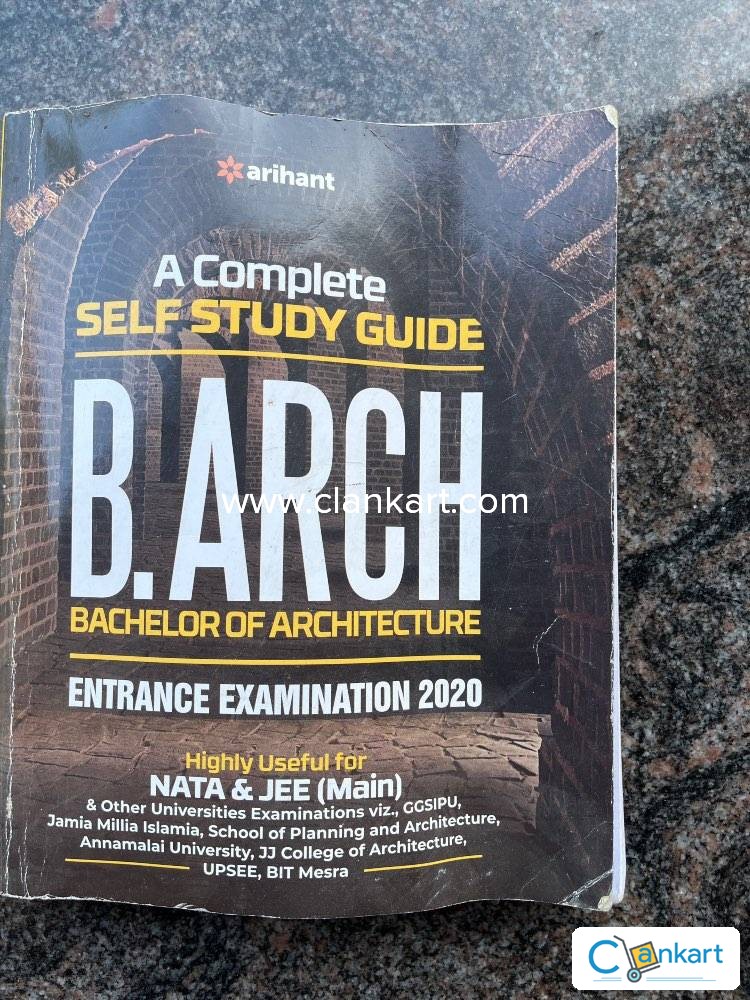 arihant
A Complete
SELF STUDY GUIDE
B.ARCH
www.clankart.com
BACHELOR OF ARCHITECTURE
ENTRANCE EXAMINATION 2020
Highly Useful for
NATA & JEE (Main)
& Other Universities Examinations viz., GGSIPU,
Jamia Millia Islamia, School of Planning and Architecture,
Annamalai University, JJ College of Architecture,
UPSEE, BIT Mesra
Clankart